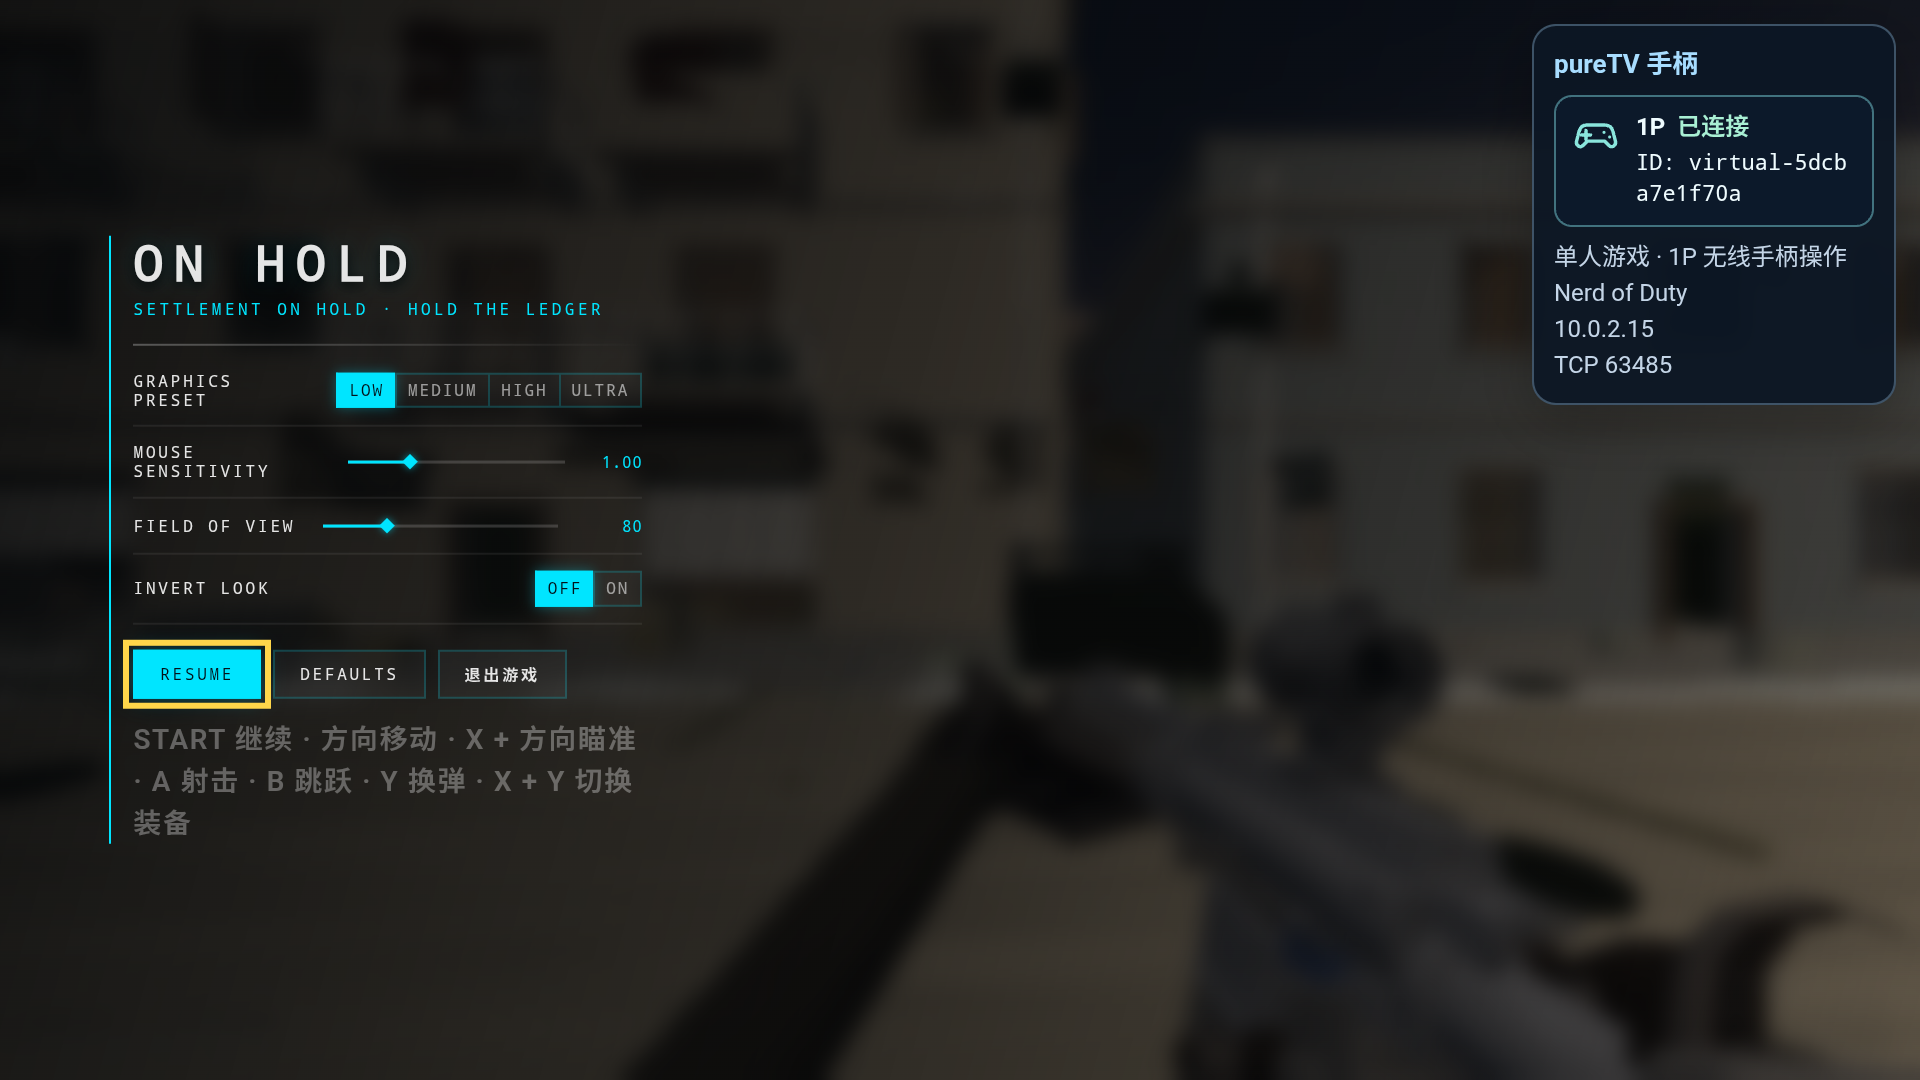 ON HOLD
SETTLEMENT ON HOLD · HOLD THE LEDGER
GRAPHICS
PRESET
LOW MEDIUM HIGH ULTRA
MOUSE
SENSITIVITY
1.00
FIELD OF VIEW
80
INVERT LOOK
OFF ON
RESUME DEFAULTS 退出游戏
START 继续 · 方向移动 · X + 方向瞄准
· A 射击 · B 跳跃 · Y 换弹 · X + Y 切换
装备
pureTV 手柄
1P 已连接
ID: virtual-5dcb
a7e1f70a
单人游戏 · 1P 无线手柄操作
Nerd of Duty
10.0.2.15
TCP 63485